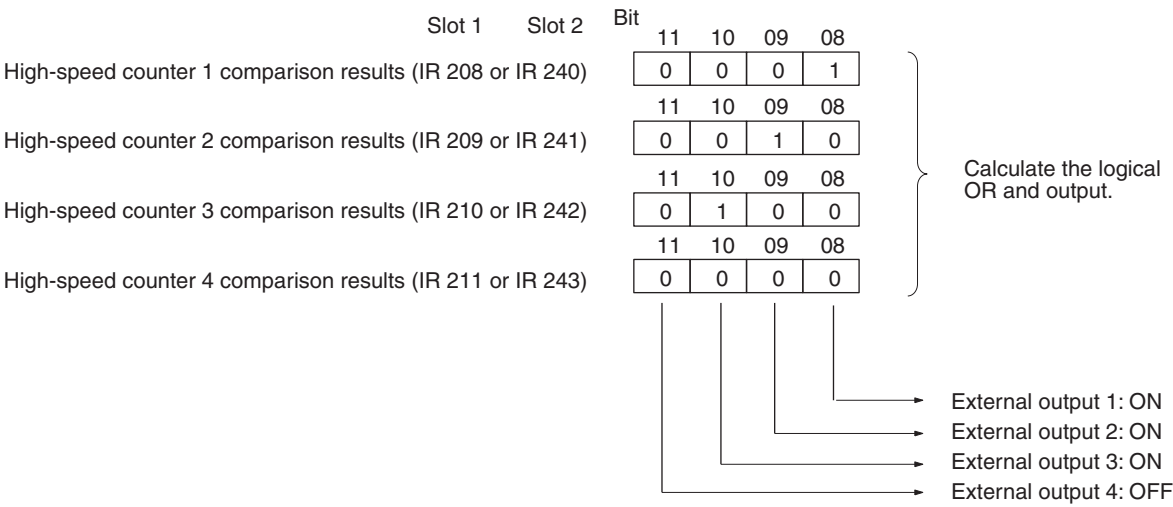 Slot 1 Slot 2 Bit
11 10 09 08
High-speed counter 1 comparison results (IR 208 or IR 240) 0 0 0 1
11 10 09 08
High-speed counter 2 comparison results (IR 209 or IR 241) 0 0 1 0
Calculate the logical
OR and output.
11 10 09 08
High-speed counter 3 comparison results (IR 210 or IR 242) 0 1 0 0
11 10 09 08
High-speed counter 4 comparison results (IR 211 or IR 243) 0 0 0 0
External output 1: ON
External output 2: ON
External output 3: ON
External output 4: OFF